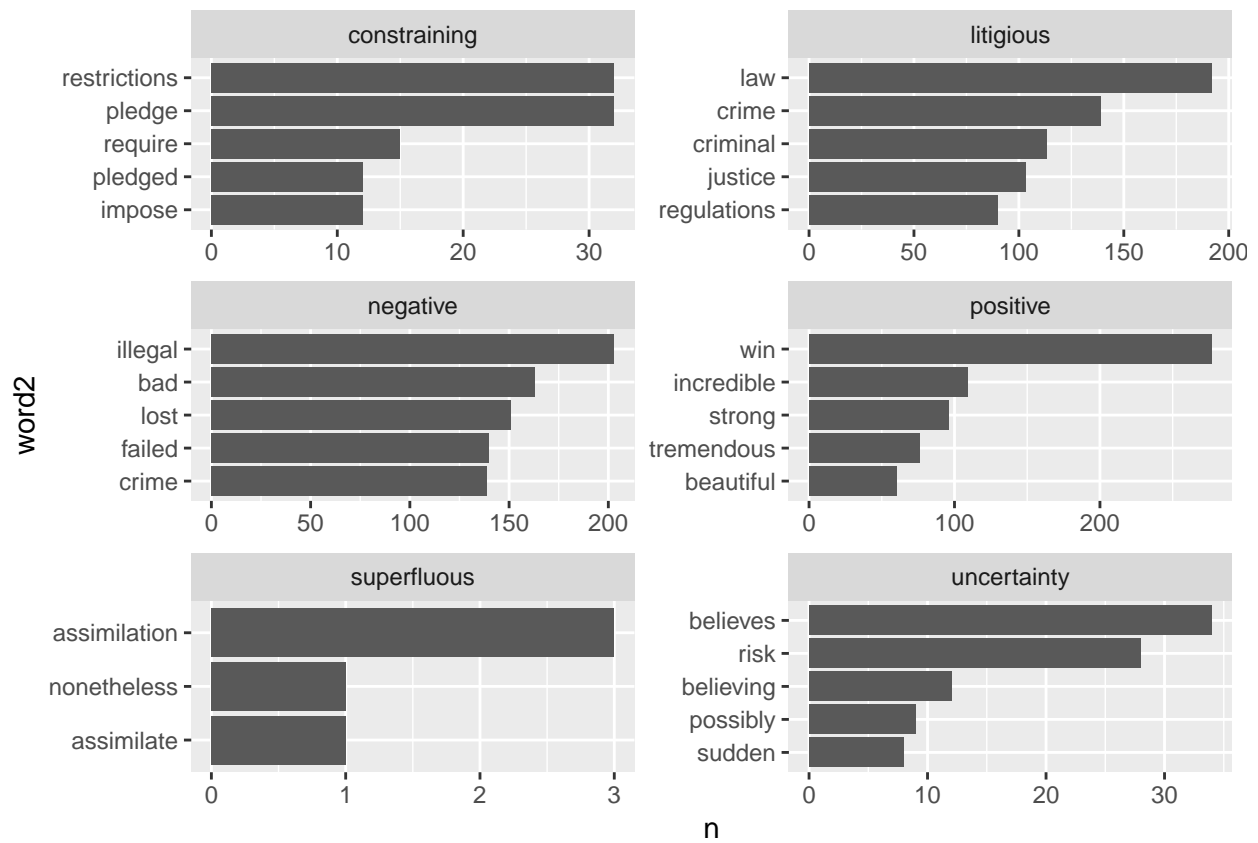 constraining
restrictions
pledge
require
pledged
impose
0 10 20 30
litigious
law
crime
criminal
justice
regulations
0 50 100 150 200
negative
illegal
bad
lost
failed
crime
0 50 100 150 200
positive
win
incredible
strong
tremendous
beautiful
0 100 200
superfluous
assimilation
nonetheless
assimilate
0 1 2 3
uncertainty
believes
risk
believing
possibly
sudden
0 10 20 30
word2
n